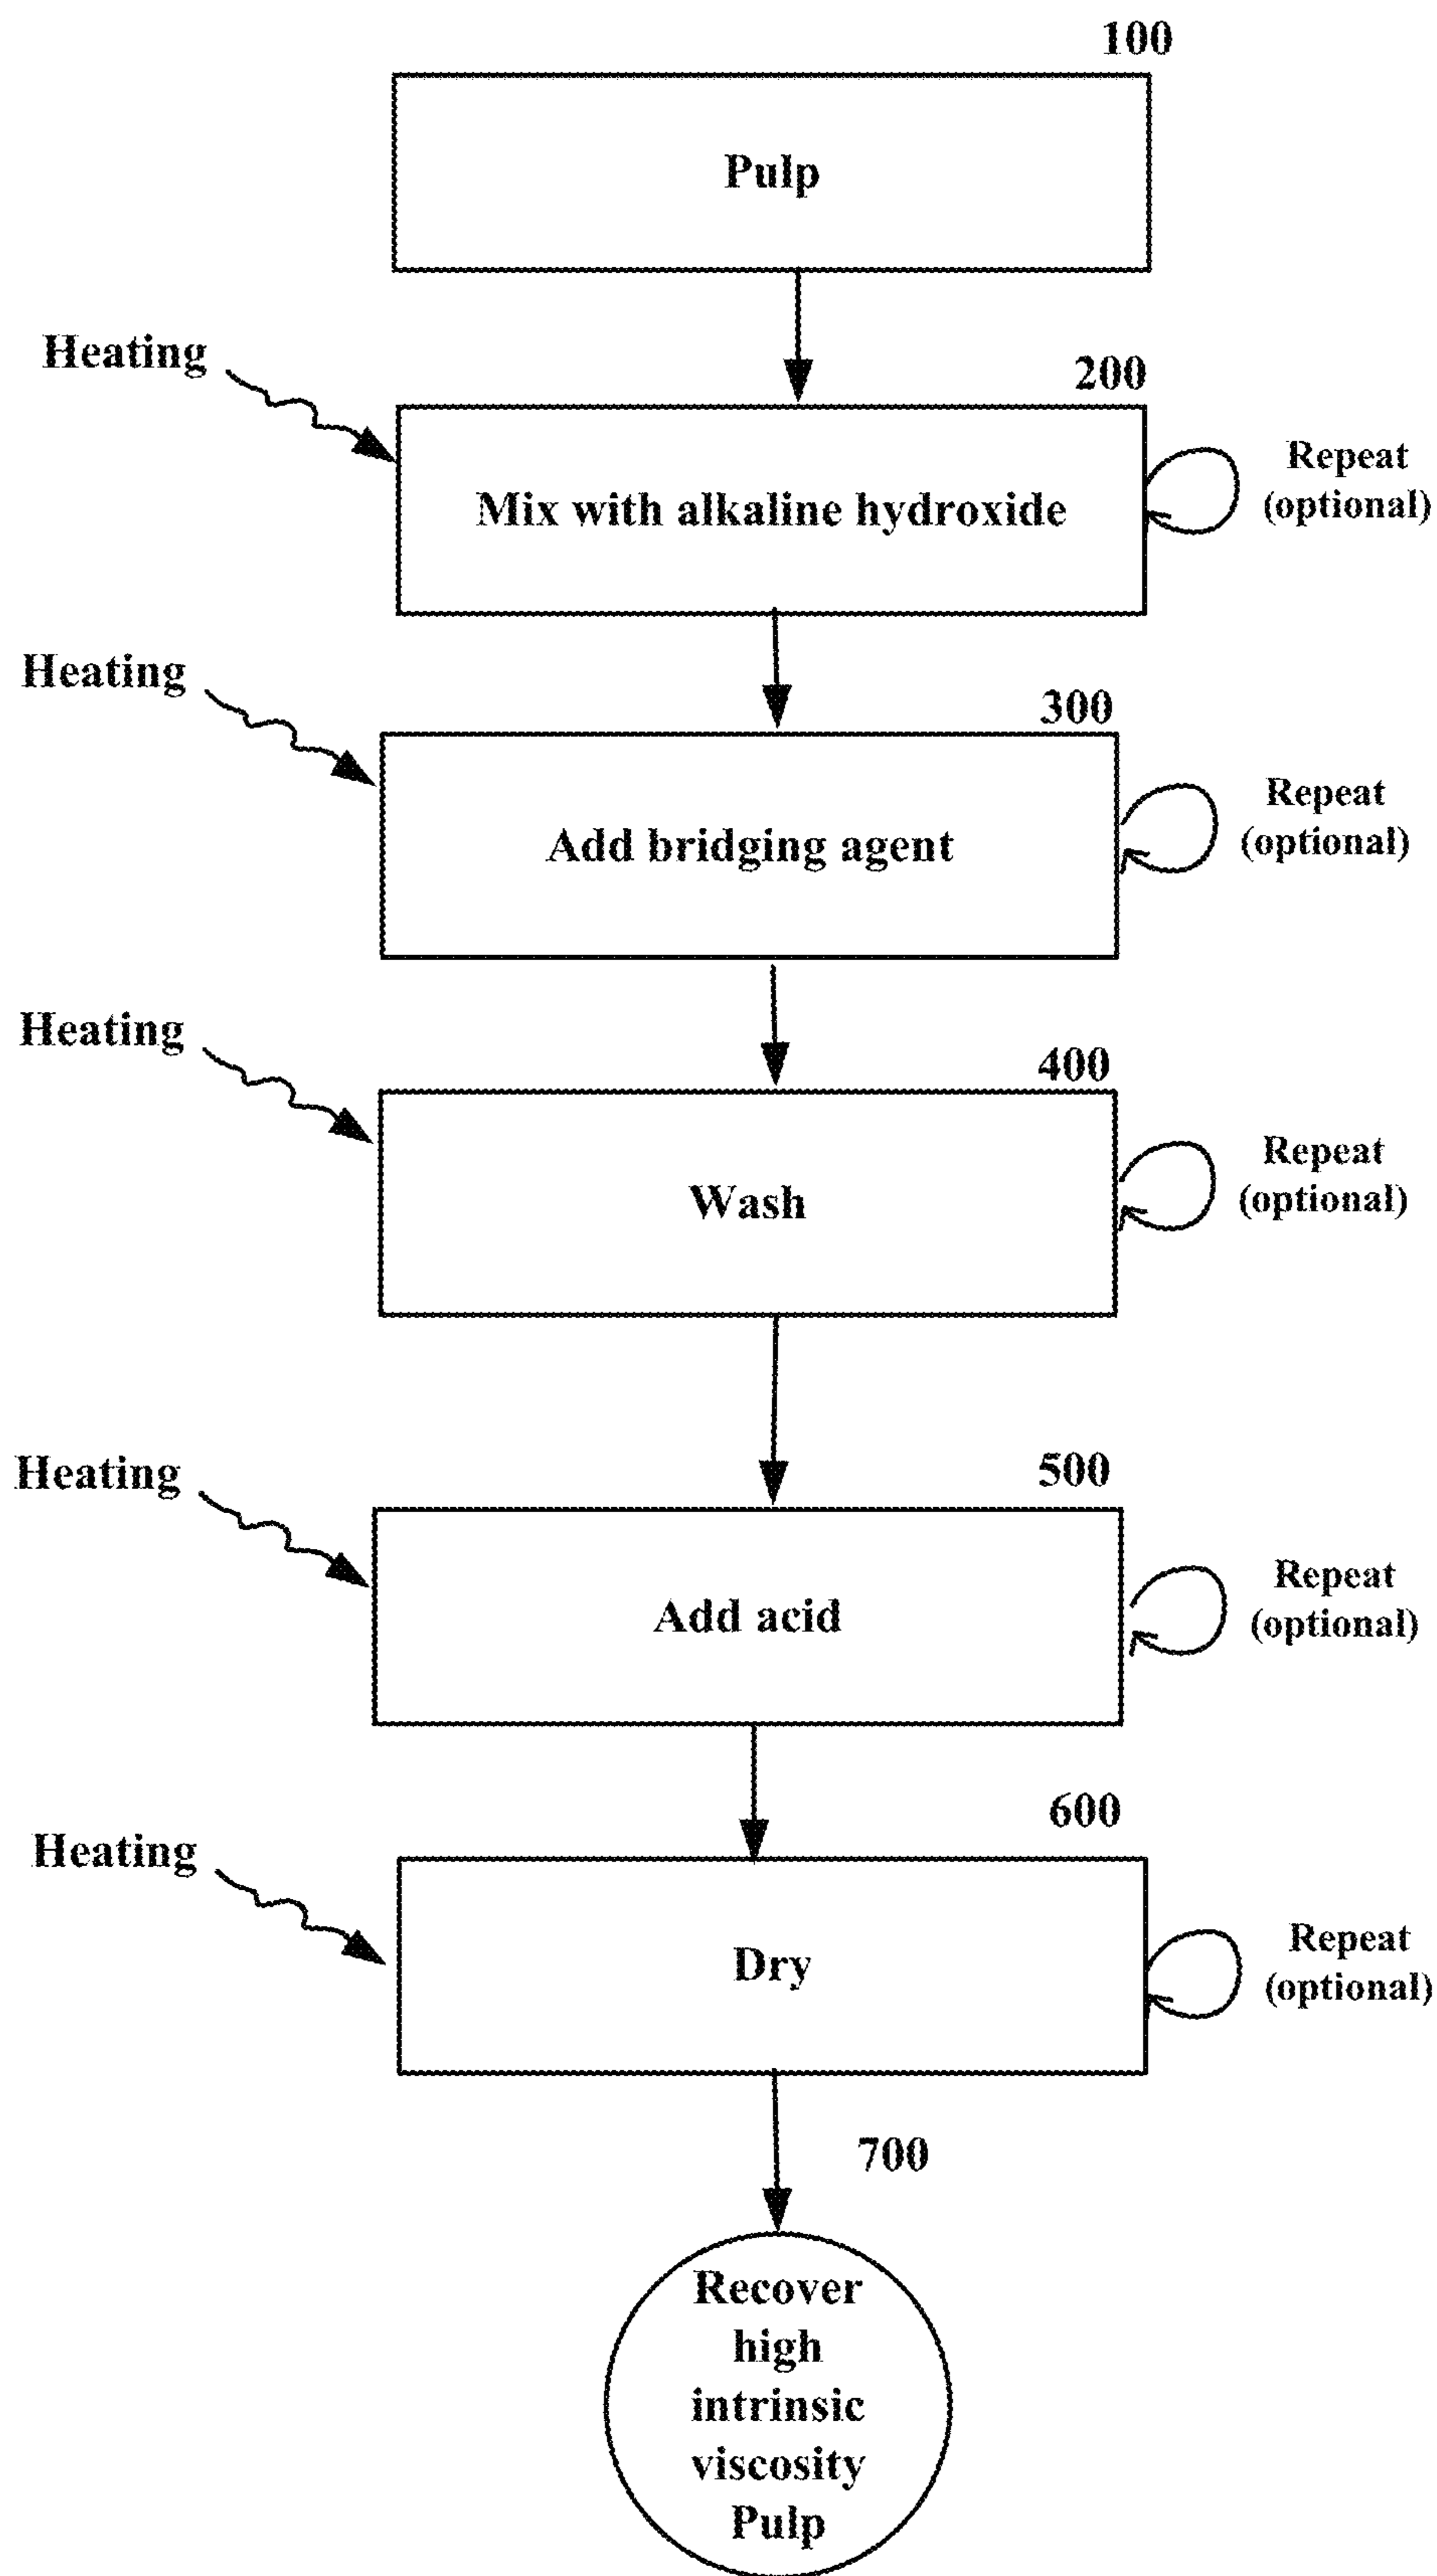 100
Pulp
Heating
200
Mix with alkaline hydroxide
Repeat
(optional)
Heating
300
Add bridging agent
Repeat
(optional)
Heating
400
Wash
Repeat
(optional)
Heating
500
Add acid
Repeat
(optional)
Heating
600
Dry
Repeat
(optional)
700
Recover
high
intrinsic
viscosity
Pulp